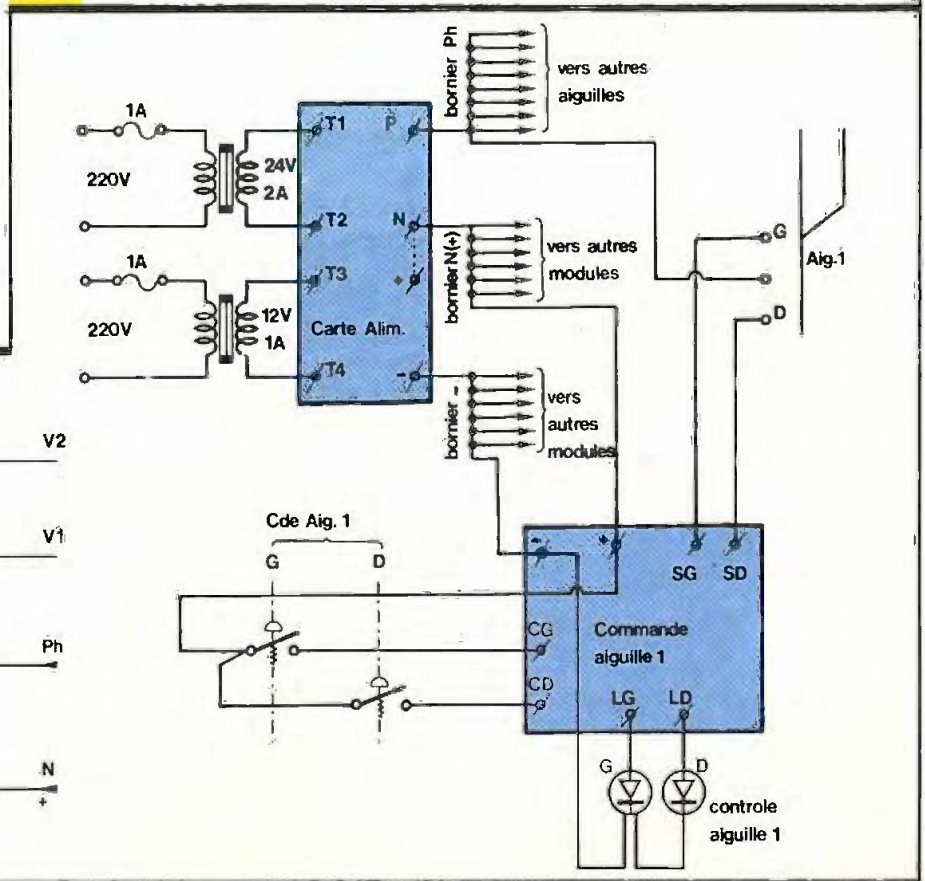 bornier Ph
vers autres
aiguilles
1A
220V
24V
2A
T1
P
T2
N
1A
220V
12V
1A
T3
+
Carte Alim.
T4
-
bornier N(+)
vers autres
modules
bornier -
vers
autres
modules
G
D
Aig.1
V2
V1
Ph
N
+
Cde Aig. 1
G
D
-
+
SG
SD
CG
CD
Commande
aiguille 1
LG
LD
G
D
controle
aiguille 1